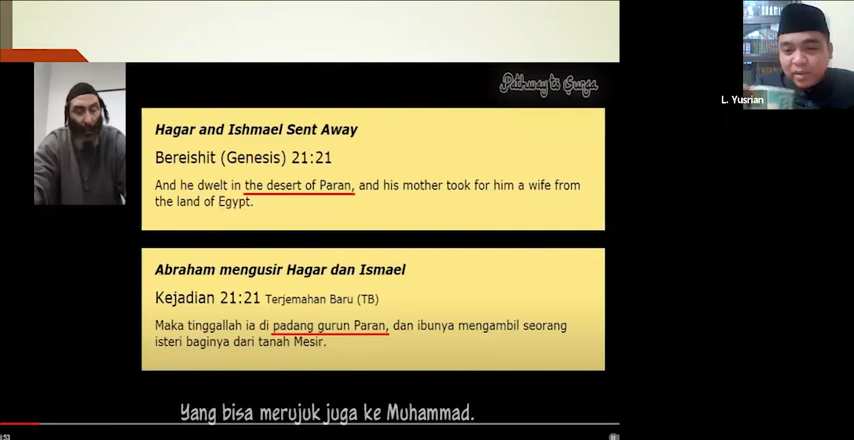 Pathway to Surga
L. Yusrian
Hagar and Ishmael Sent Away
Bereishit (Genesis) 21:21
And he dwelt in the desert of Paran, and his mother took for him a wife from
the land of Egypt.
Abraham mengusir Hagar dan Ismael
Kejadian 21:21 Terjemahan Baru (TB)
Maka tinggallah ia di padang gurun Paran, dan ibunya mengambil seorang
isteri baginya dari tanah Mesir.
Yang bisa merujuk juga ke Muhammad.